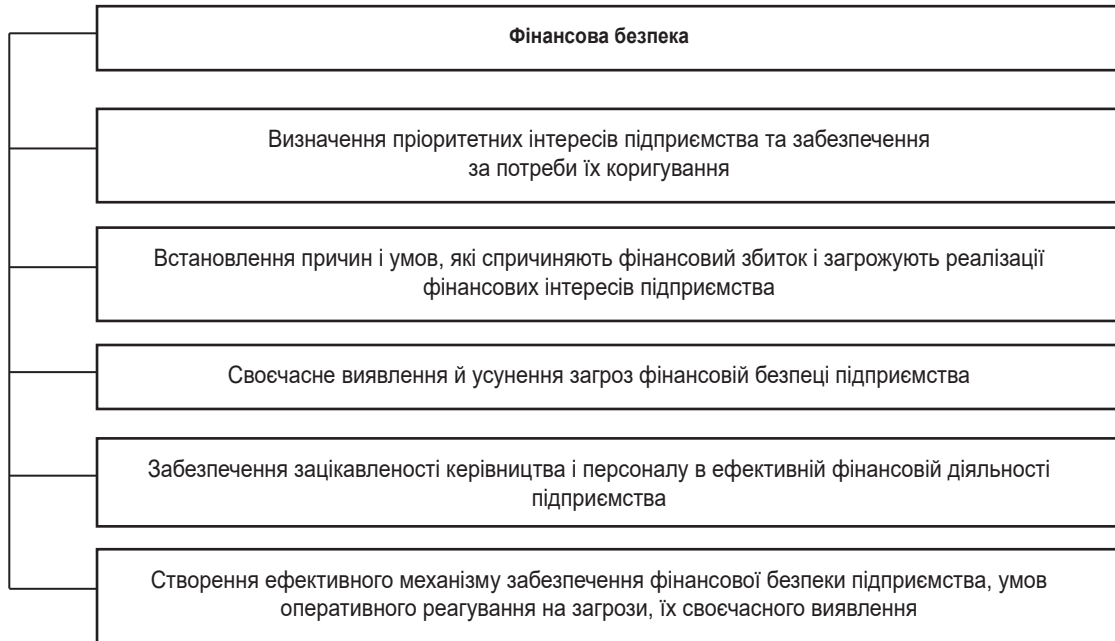 Фінансова безпека
Визначення пріоритетних інтересів підприємства та забезпечення
за потреби їх коригування
Встановлення причин і умов, які спричиняють фінансовий збиток і загрожують реалізації
фінансових інтересів підприємства
Своєчасне виявлення й усунення загроз фінансовій безпеці підприємства
Забезпечення зацікавленості керівництва і персоналу в ефективній фінансовій діяльності
підприємства
Створення ефективного механізму забезпечення фінансової безпеки підприємства, умов
оперативного реагування на загрози, їх своєчасного виявлення